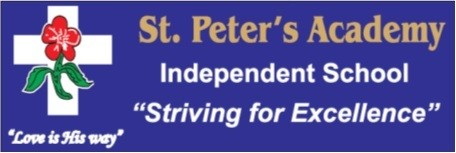 St. Peter's Academy
Independent School
"Striving for Excellence"
"Love is His way"